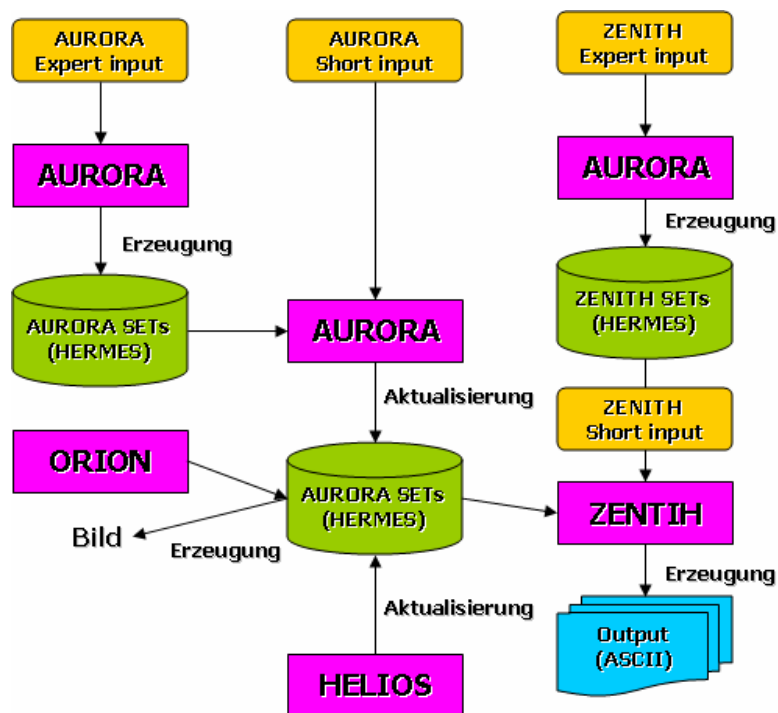 AURORA
Expert input
AURORA
Short input
ZENITH
Expert input
AURORA
AURORA
Erzeugung
Erzeugung
AURORA SETs
(HERMES)
AURORA
ZENITH SETs
(HERMES)
Aktualisierung
ZENITH
Short input
ORION
AURORA SETs
(HERMES)
ZENTIH
Bild
Erzeugung
Erzeugung
Aktualisierung
Output
(ASCII)
HELIOS